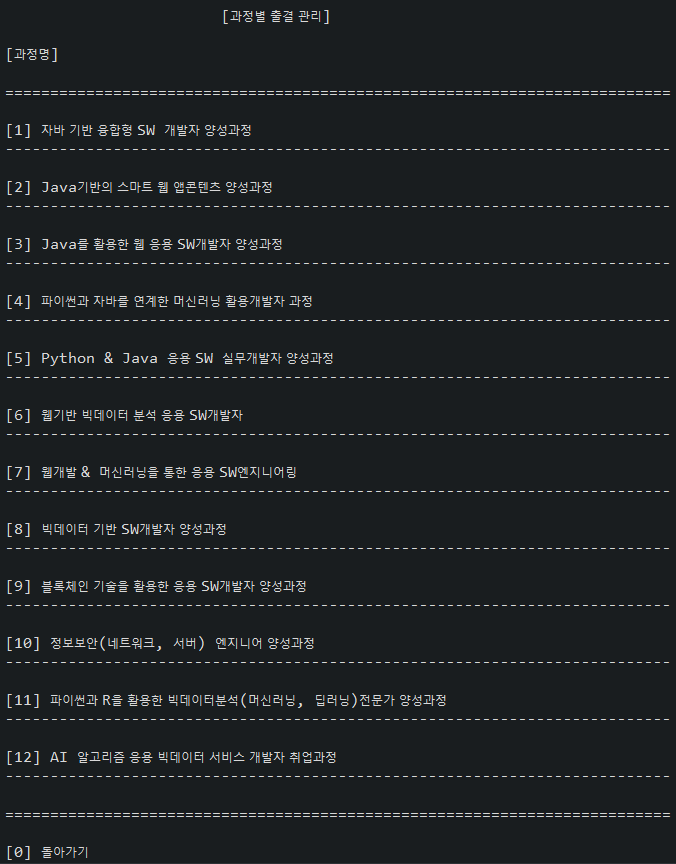 [과정별 출결 관리]
[과정명]
==========================================================================
[1] 자바 기반 융합형 SW 개발자 양성과정
--------------------------------------------------------------------------
[2] Java기반의 스마트 웹 앱콘텐츠 양성과정
--------------------------------------------------------------------------
[3] Java를 활용한 웹 응용 SW개발자 양성과정
--------------------------------------------------------------------------
[4] 파이썬과 자바를 연계한 머신러닝 활용개발자 과정
--------------------------------------------------------------------------
[5] Python & Java 응용 SW 실무개발자 양성과정
--------------------------------------------------------------------------
[6] 웹기반 빅데이터 분석 응용 SW개발자
--------------------------------------------------------------------------
[7] 웹개발 & 머신러닝을 통한 응용 SW엔지니어링
--------------------------------------------------------------------------
[8] 빅데이터 기반 SW개발자 양성과정
--------------------------------------------------------------------------
[9] 블록체인 기술을 활용한 응용 SW개발자 양성과정
--------------------------------------------------------------------------
[10] 정보보안(네트워크, 서버) 엔지니어 양성과정
--------------------------------------------------------------------------
[11] 파이썬과 R을 활용한 빅데이터분석(머신러닝, 딥러닝)전문가 양성과정
--------------------------------------------------------------------------
[12] AI 알고리즘 응용 빅데이터 서비스 개발자 취업과정
--------------------------------------------------------------------------
==========================================================================
[0] 돌아가기